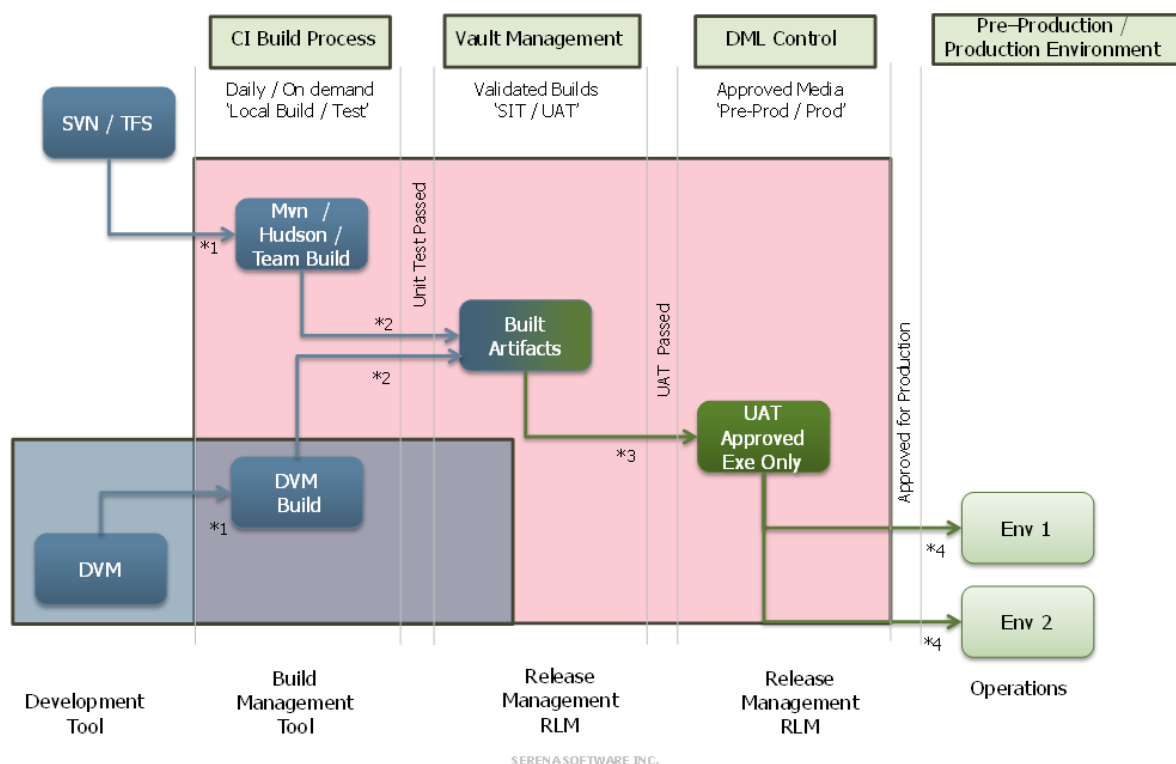 CI Build Process
Vault Management
DML Control
Pre-Production /
Production Environment
Daily / On demand
'Local Build / Test'
Validated Builds
'SIT / UAT'
Approved Media
'Pre-Prod / Prod'
SVN / TFS
*1
Mvn /
Hudson /
Team Build
Unit Test Passed
*2
*2
Built
Artifacts
UAT Passed
*3
UAT
Approved
Exe Only
Approved for Production
DVM
*1
DVM
Build
*4
Env 1
*4
Env 2
Development
Tool
Build
Management
Tool
Release
Management
RLM
Release
Management
RLM
Operations
SERENA SOFTWARE INC.